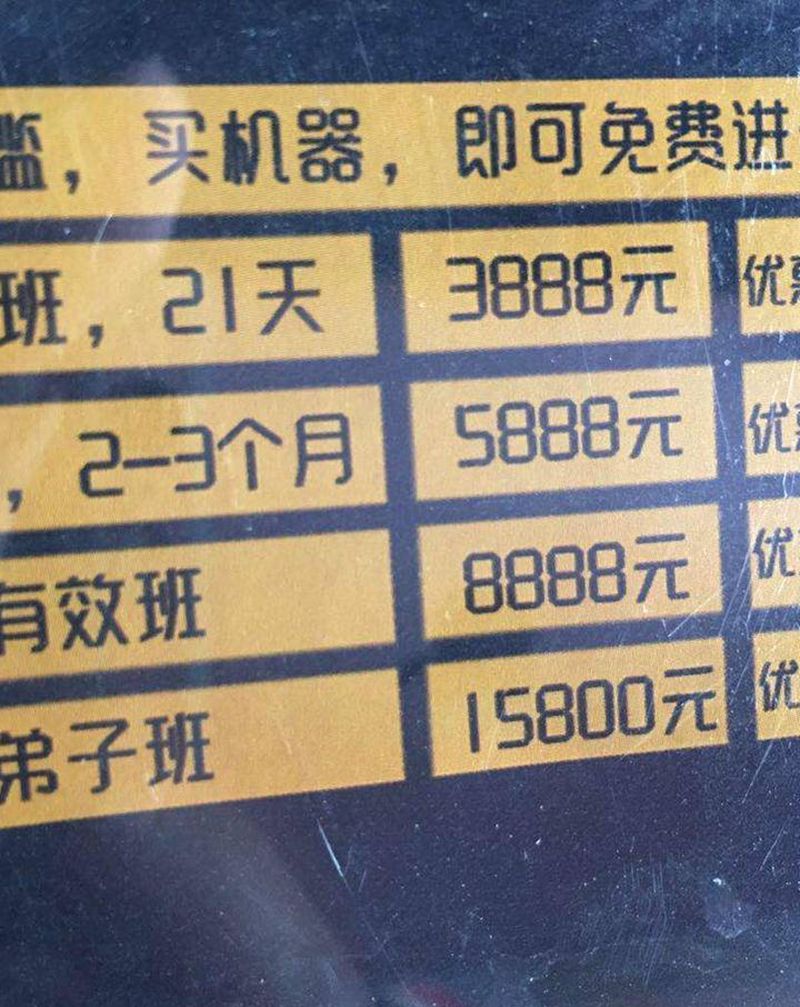 ，买机器，即可免费进
班，21天 3888元 优
，2-3个月 5888元 优
有效班 8888元 优
弟子班 15800元 优